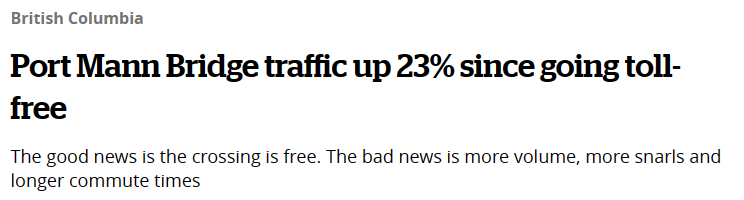 British Columbia
Port Mann Bridge traffic up 23% since going toll-
free
The good news is the crossing is free. The bad news is more volume, more snarls and
longer commute times